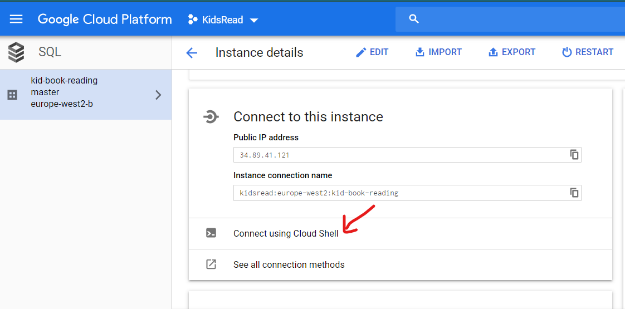 Google Cloud Platform
KidsRead
SQL
Instance details
EDIT
IMPORT
EXPORT
RESTART
kid-book-reading
master
europe-west2-b
Connect to this instance
Public IP address
34.89.41.121
Instance connection name
kidsread:europe-west2:kid-book-reading
Connect using Cloud Shell
See all connection methods